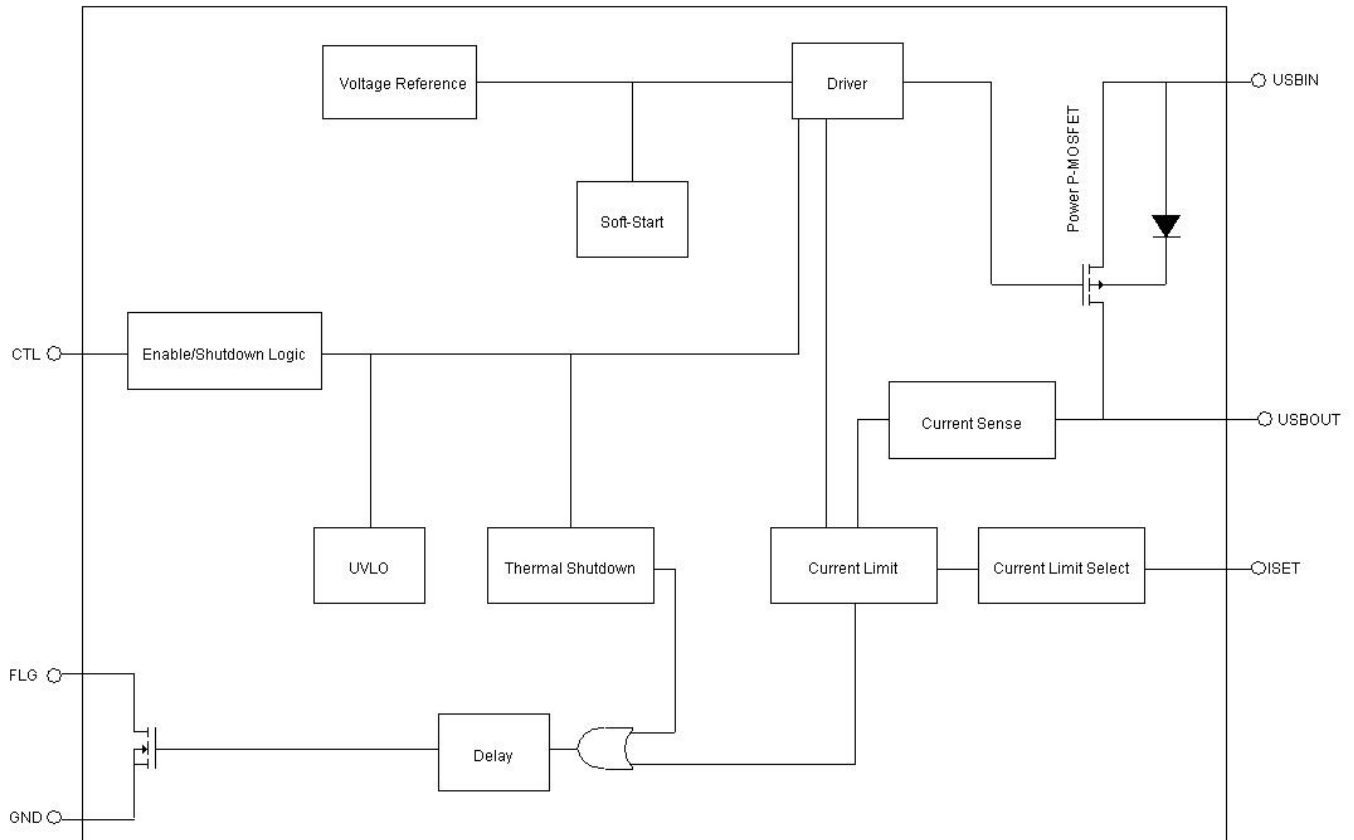 Voltage Reference
Driver
USBIN
Power P-MOSFET
Soft-Start
CTL
Enable/Shutdown Logic
Current Sense
USBOUT
UVLO
Thermal Shutdown
Current Limit
Current Limit Select
ISET
FLG
Delay
GND